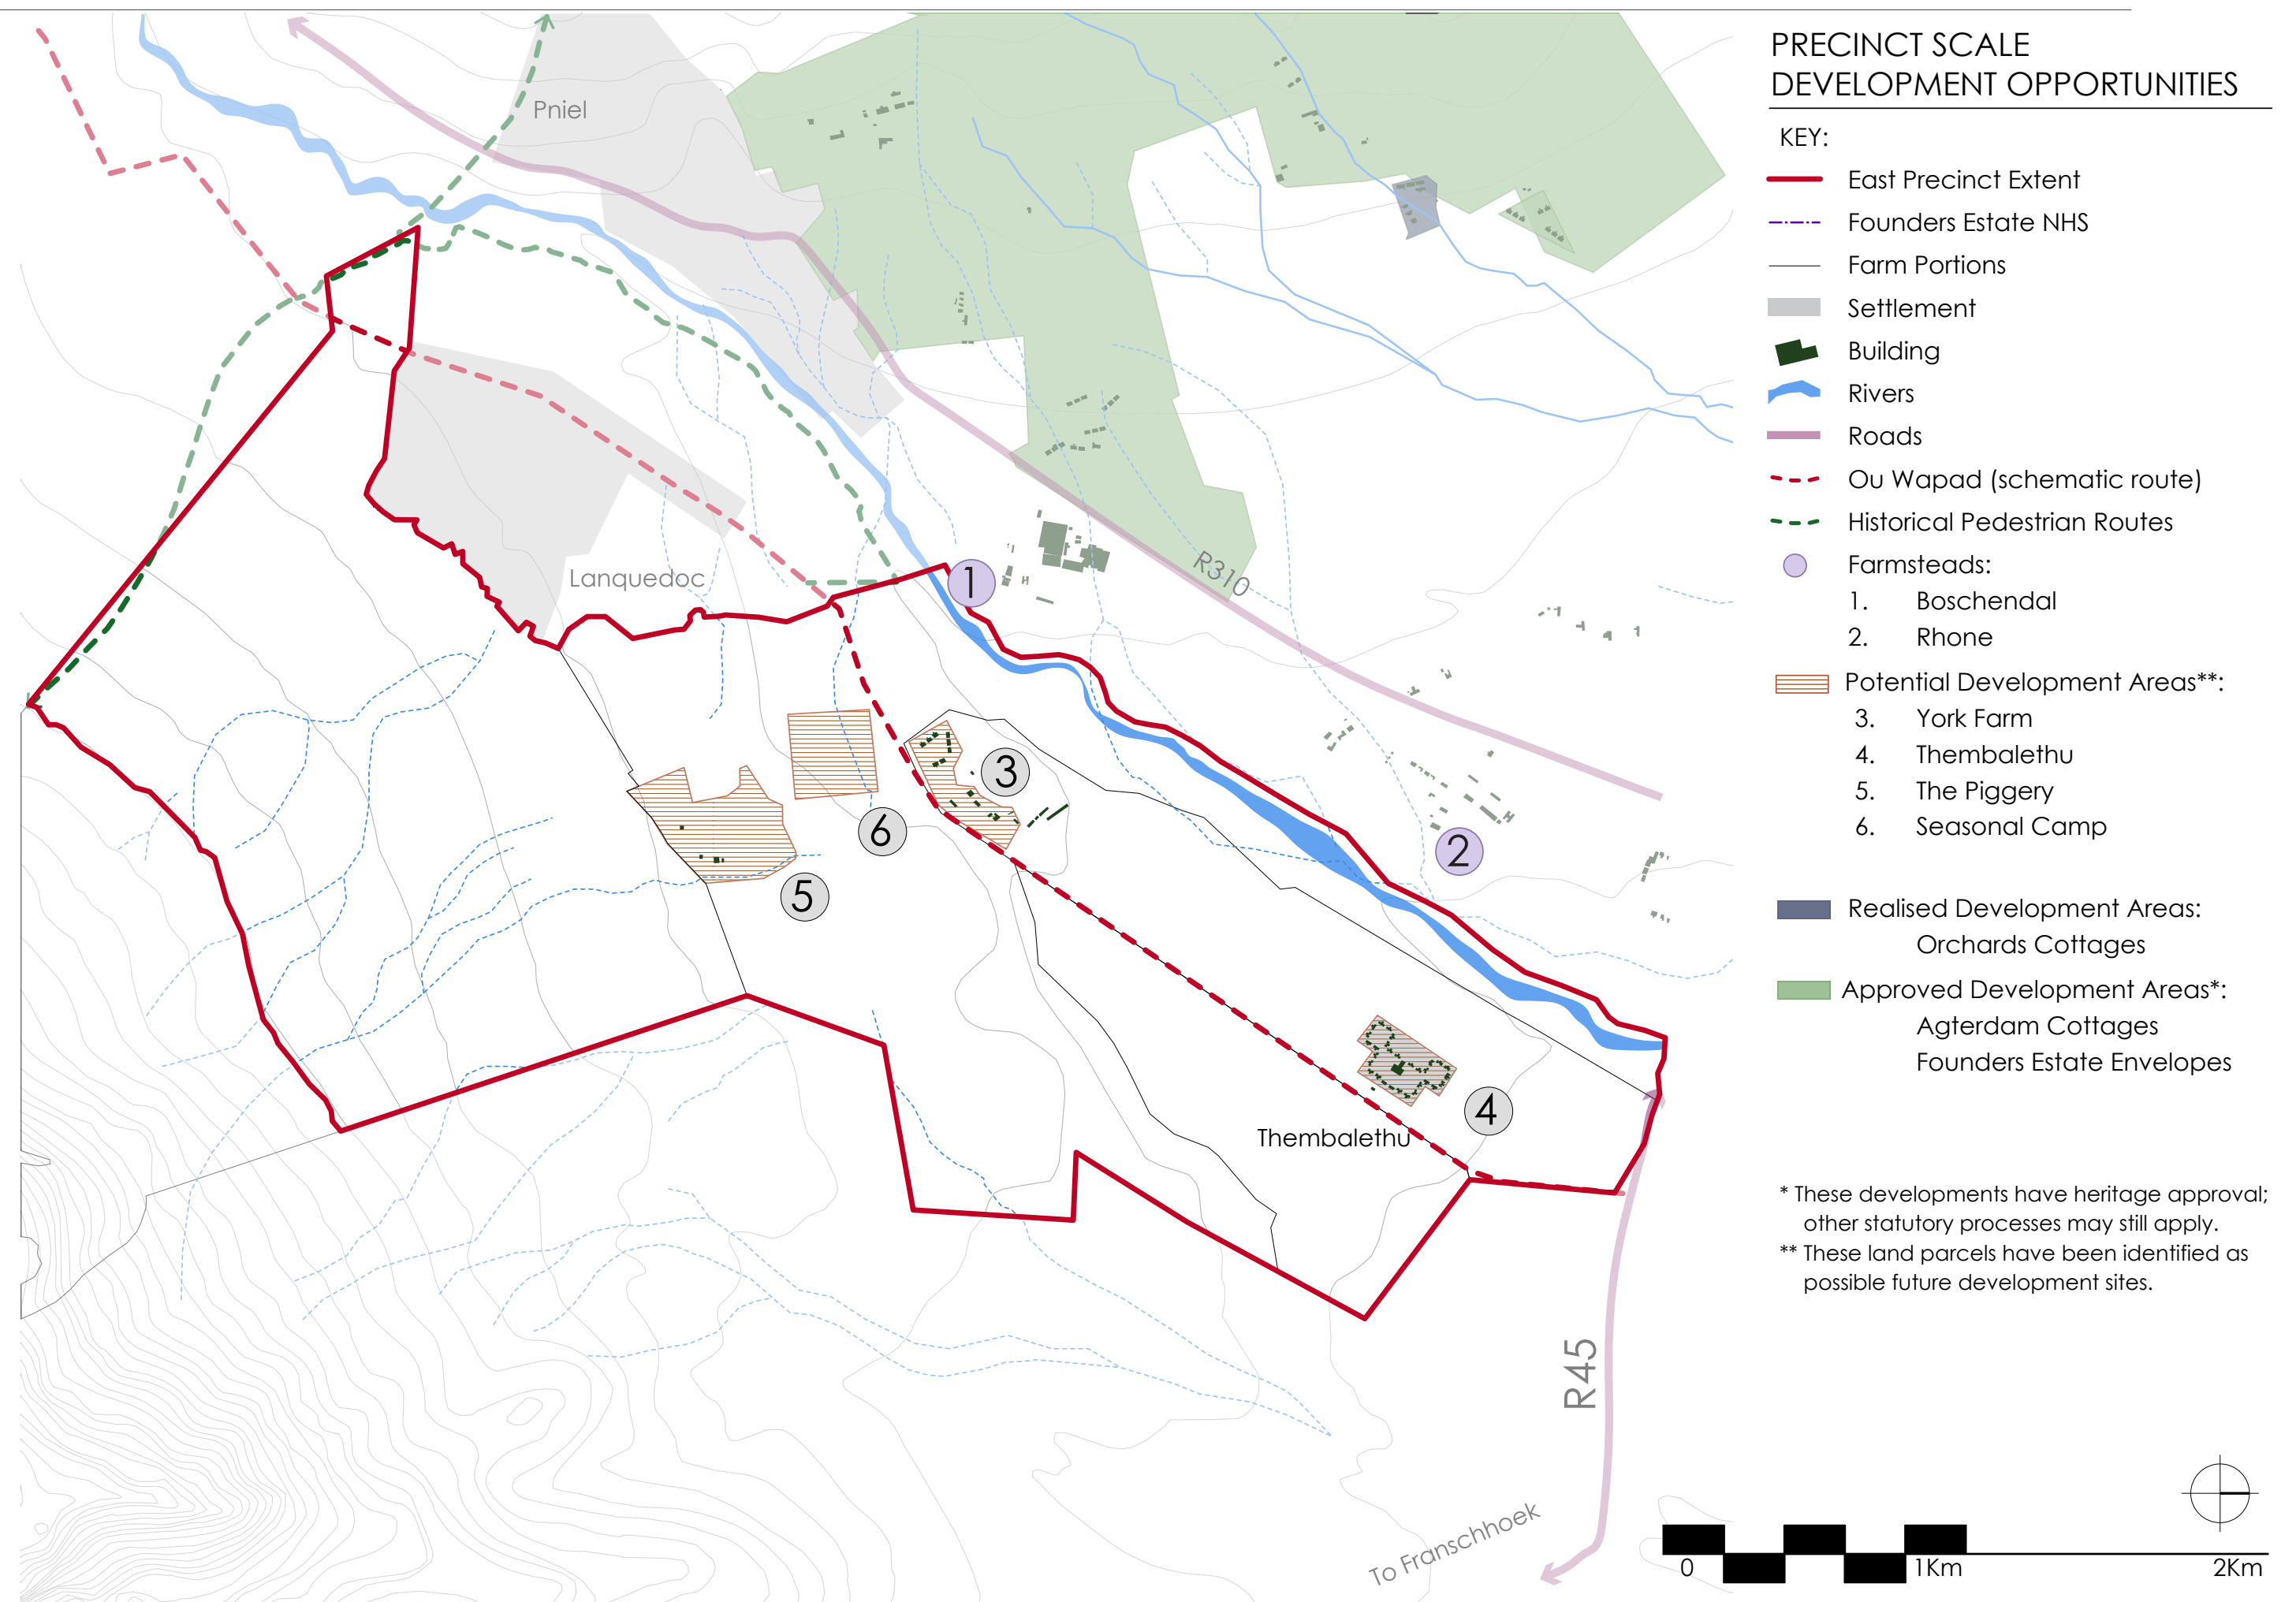 PRECINCT SCALE
DEVELOPMENT OPPORTUNITIES
KEY:
East Precinct Extent
Founders Estate NHS
Farm Portions
Settlement
Building
Rivers
Roads
Ou Wapad (schematic route)
Historical Pedestrian Routes
Farmsteads:
1. Boschendal
2. Rhone
Potential Development Areas**:
3. York Farm
4. Thembalethu
5. The Piggery
6. Seasonal Camp
Realised Development Areas:
Orchards Cottages
Approved Development Areas*:
Agterdam Cottages
Founders Estate Envelopes
* These developments have heritage approval;
other statutory processes may still apply.
** These land parcels have been identified as
possible future development sites.
0 1Km 2Km
Pniel
Lanquedoc
R310
1
2
3
6
5
4
Thembalethu
R45
To Franschhoek